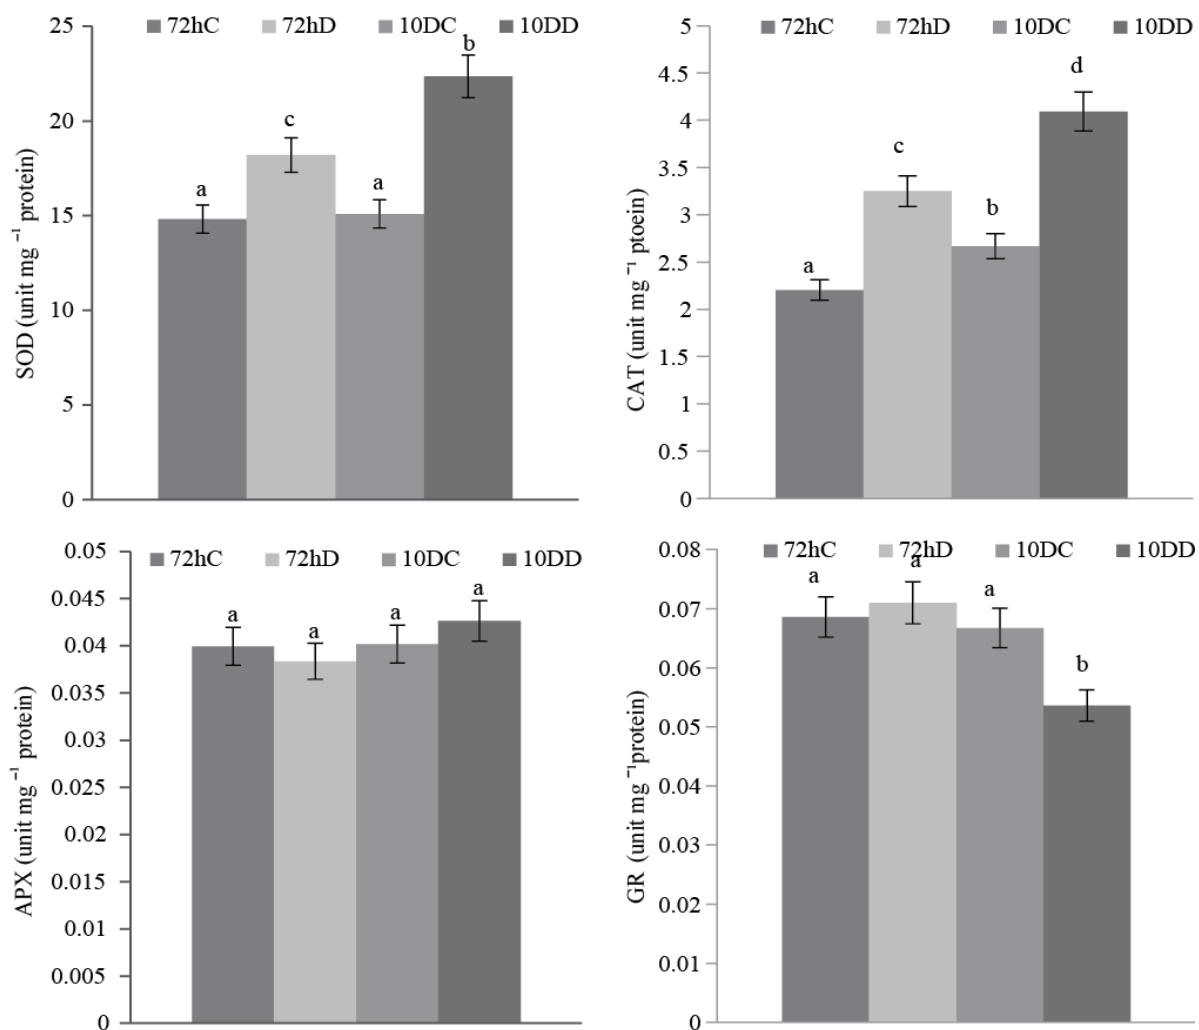 72hC 72hD 10DC 10DD
SOD (unit mg ⁻¹ protein)
25
20
15
10
5
0
a
c
a
b
72hC 72hD 10DC 10DD
CAT (unit mg ⁻¹ ptoein)
5
4.5
4
3.5
3
2.5
2
1.5
1
0.5
0
a
c
b
d
72hC 72hD 10DC 10DD
APX (unit mg ⁻¹ protein)
0.05
0.045
0.04
0.035
0.03
0.025
0.02
0.015
0.01
0.005
0
a
a
a
a
72hC 72hD 10DC 10DD
GR (unit mg ⁻¹protein)
0.08
0.07
0.06
0.05
0.04
0.03
0.02
0.01
0
a
a
a
b